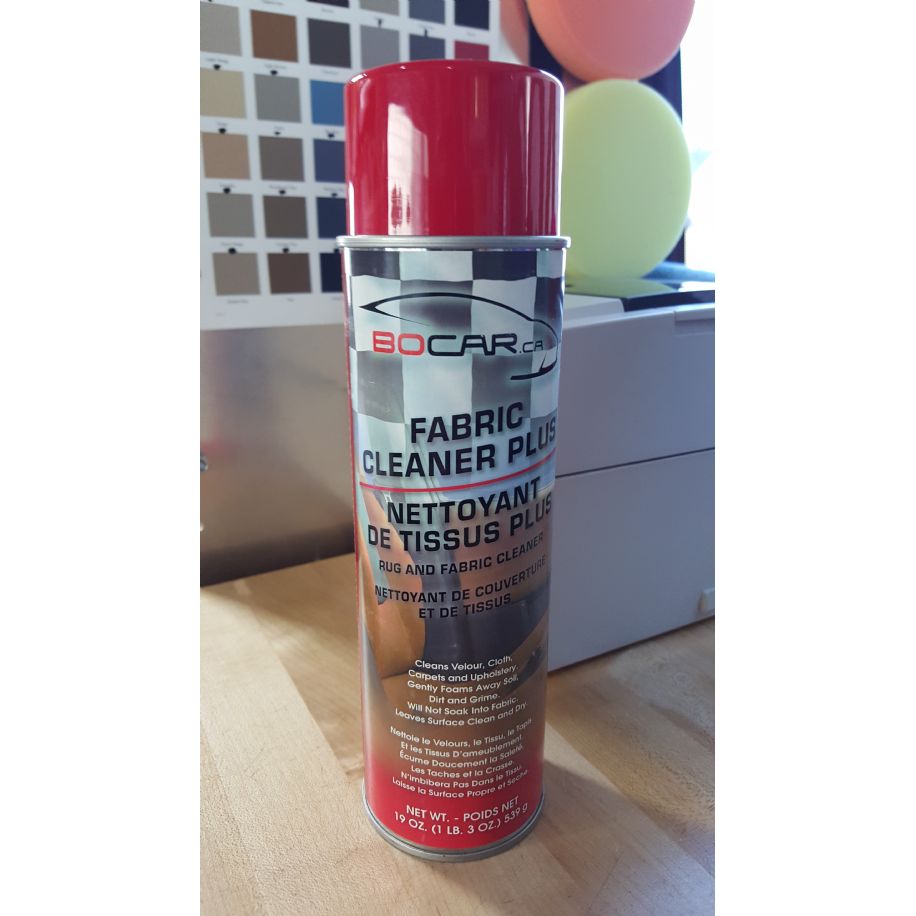 BOCAR.CA
FABRIC
CLEANER PLUS
NETTOYANT
DE TISSUS PLUS
RUG AND FABRIC CLEANER
NETTOYANT DE COUVERTURE
ET DE TISSUS
Cleans Velour, Cloth,
Carpets and Upholstery.
Gently Foams Away Soil,
Dirt and Grime.
Will Not Soak Into Fabric.
Leaves Surface Clean and Dry.
Nettoie le Velours, le Tissu, le Tapis
Et les Tissus D'ameublement.
Écume Doucement la Saleté,
Les Taches et la Crasse.
N'imbibera Pas Dans le Tissu.
Laisse la Surface Propre et Seche.
NET WT. - POIDS NET
19 OZ. (1 LB. 3 OZ.) 539 g